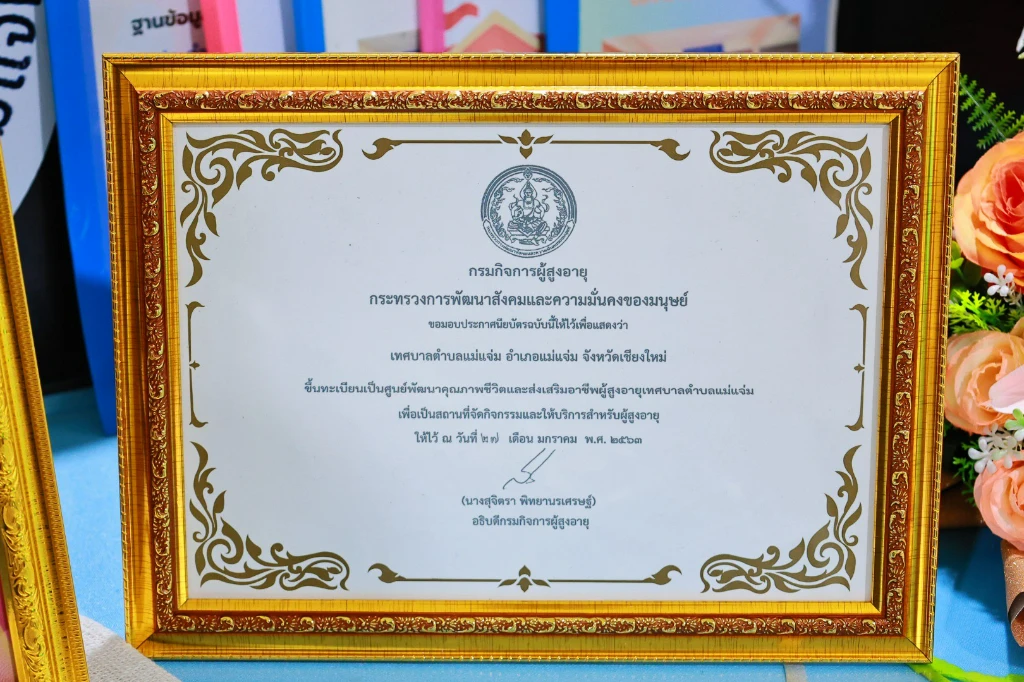 ฐานข้อมูล
กรมกิจการผู้สูงอายุ
กระทรวงการพัฒนาสังคมและความมั่นคงของมนุษย์
ขอมอบประกาศนียบัตรฉบับนี้ให้ไว้เพื่อแสดงว่า
เทศบาลตำบลแม่แจ่ม อำเภอแม่แจ่ม จังหวัดเชียงใหม่
ขึ้นทะเบียนเป็นศูนย์พัฒนาคุณภาพชีวิตและส่งเสริมอาชีพผู้สูงอายุเทศบาลตำบลแม่แจ่ม
เพื่อเป็นสถานที่จัดกิจกรรมและให้บริการสำหรับผู้สูงอายุ
ให้ไว้ ณ วันที่ ๒๗ เดือน มกราคม พ.ศ. ๒๕๖๓
(นางสุจิตรา พิทยานรเศรษฐ์)
อธิบดีกรมกิจการผู้สูงอายุ